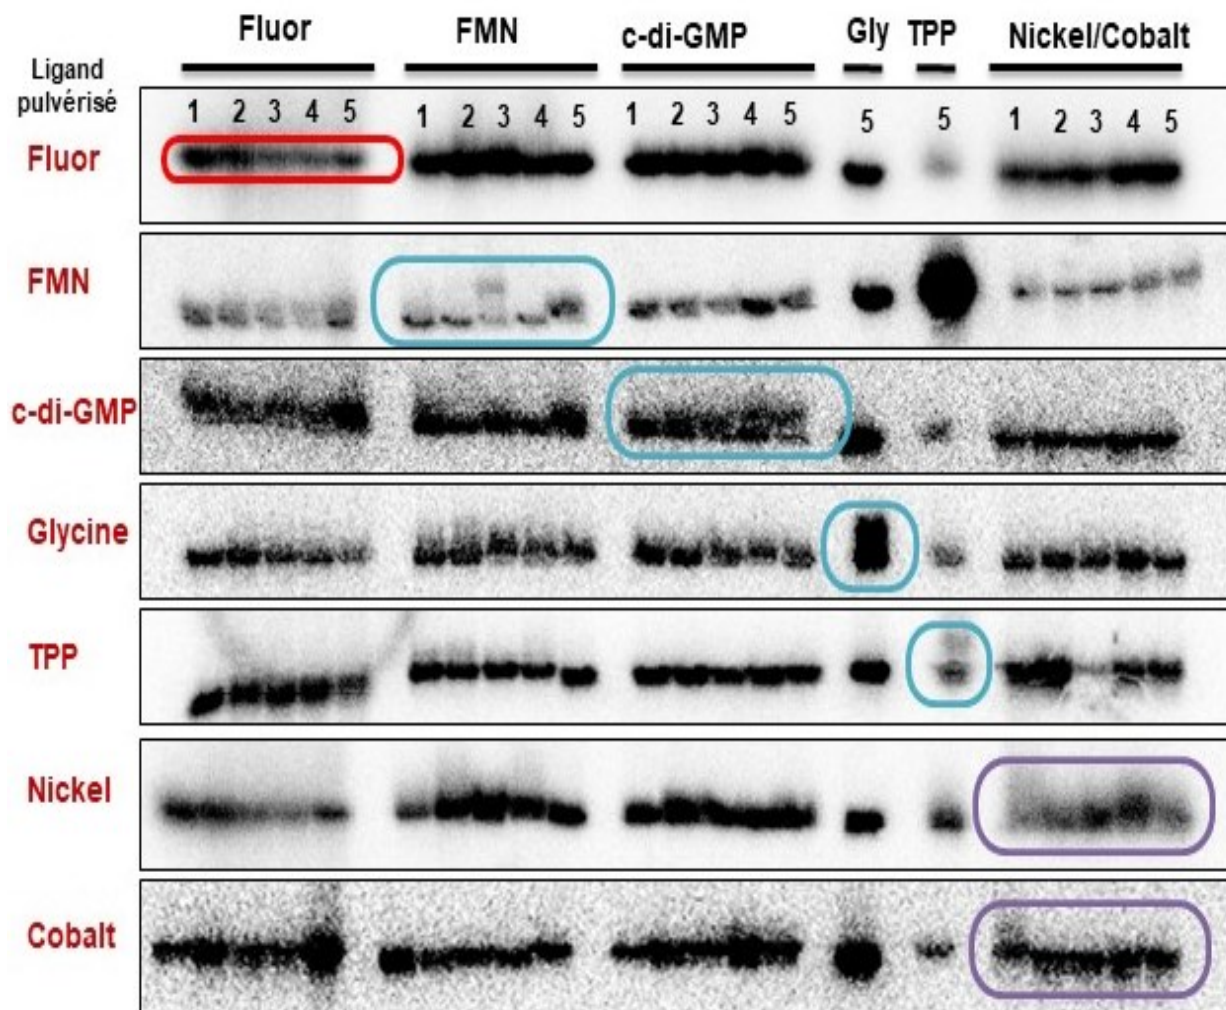 Fluor FMN c-di-GMP Gly TPP Nickel/Cobalt
Ligand
pulvérisé
1 2 3 4 5 1 2 3 4 5 1 2 3 4 5 5 5 1 2 3 4 5
Fluor
FMN
c-di-GMP
Glycine
TPP
Nickel
Cobalt